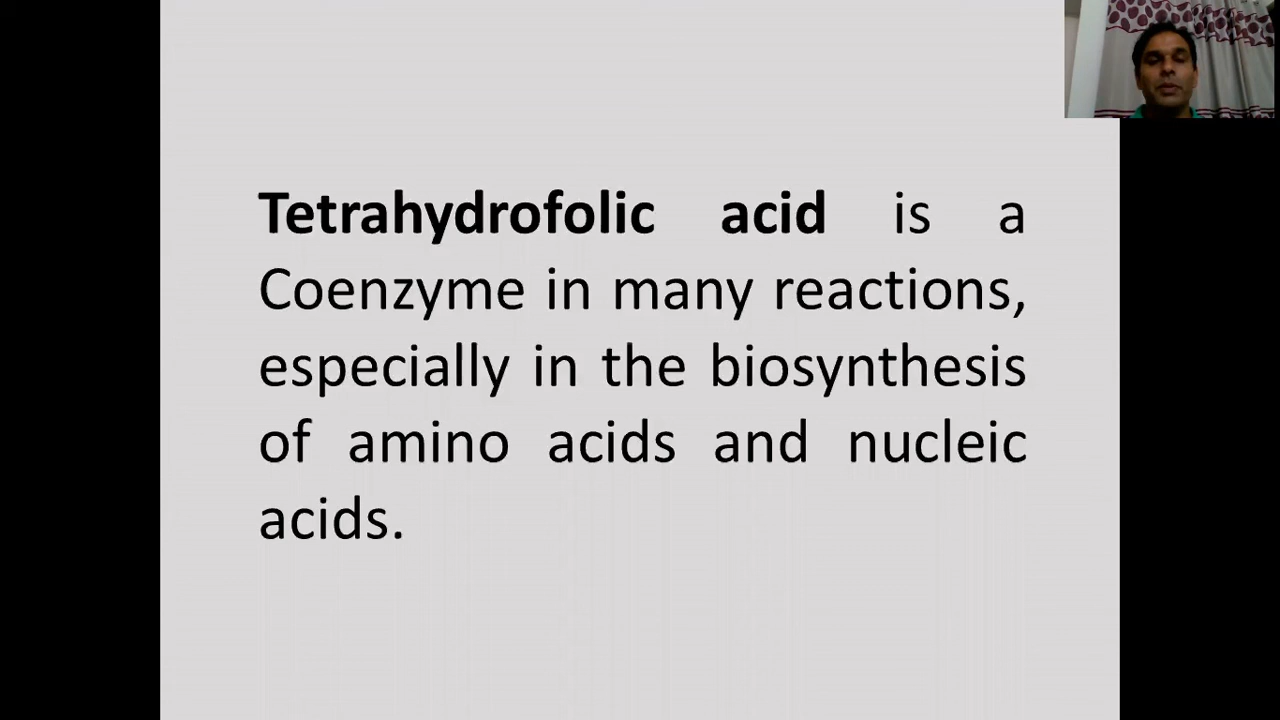 Tetrahydrofolic acid is a
Coenzyme in many reactions,
especially in the biosynthesis
of amino acids and nucleic
acids.